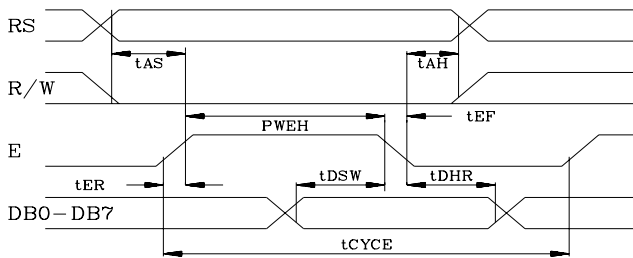 RS
tAS
tAH
R/W
PWEH
tEF
E
tER
tDSW
tDHR
DB0-DB7
tCYCE